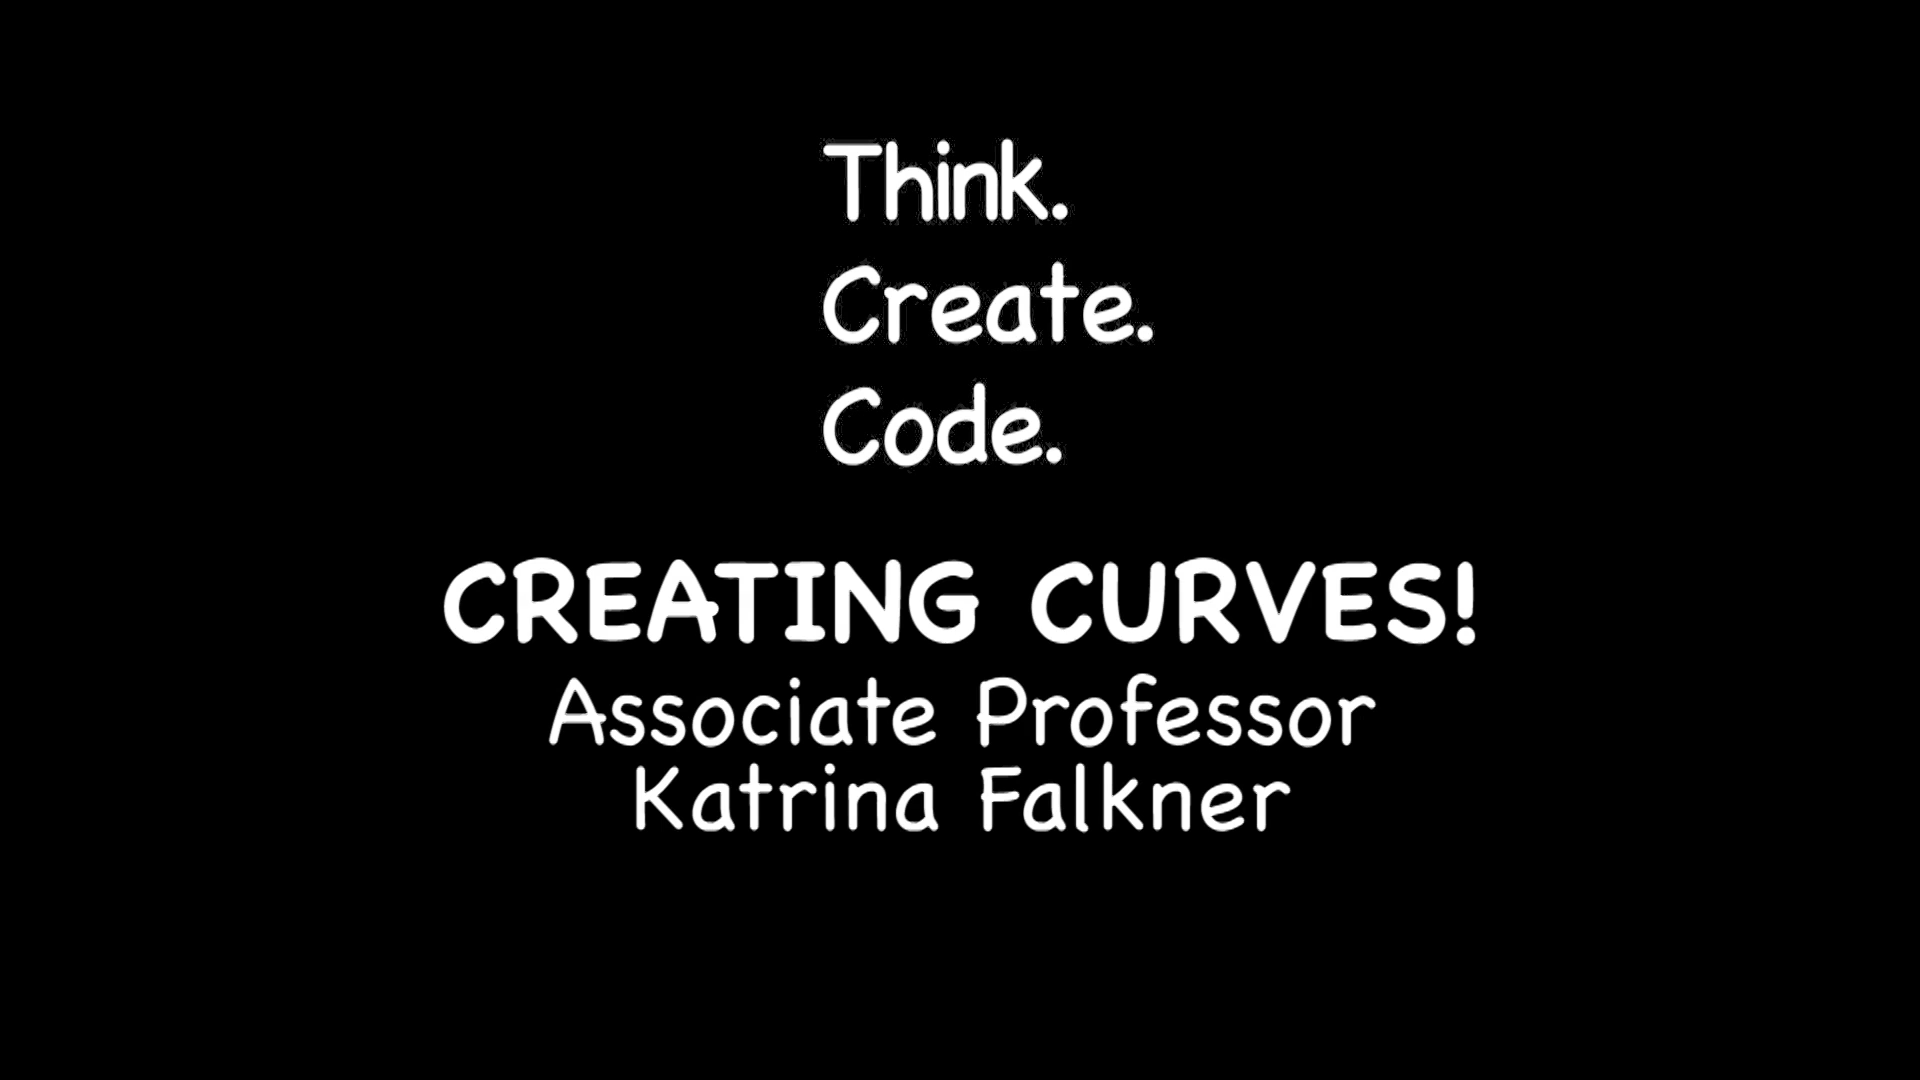 Think.
Create.
Code.
CREATING CURVES!
Associate Professor
Katrina Falkner